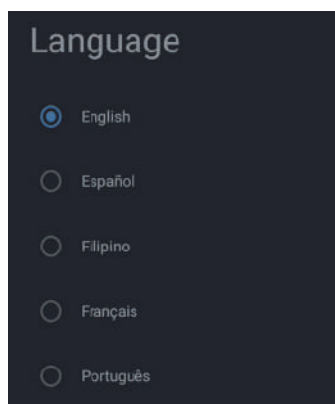 Language
English
Español
Filipino
Français
Português